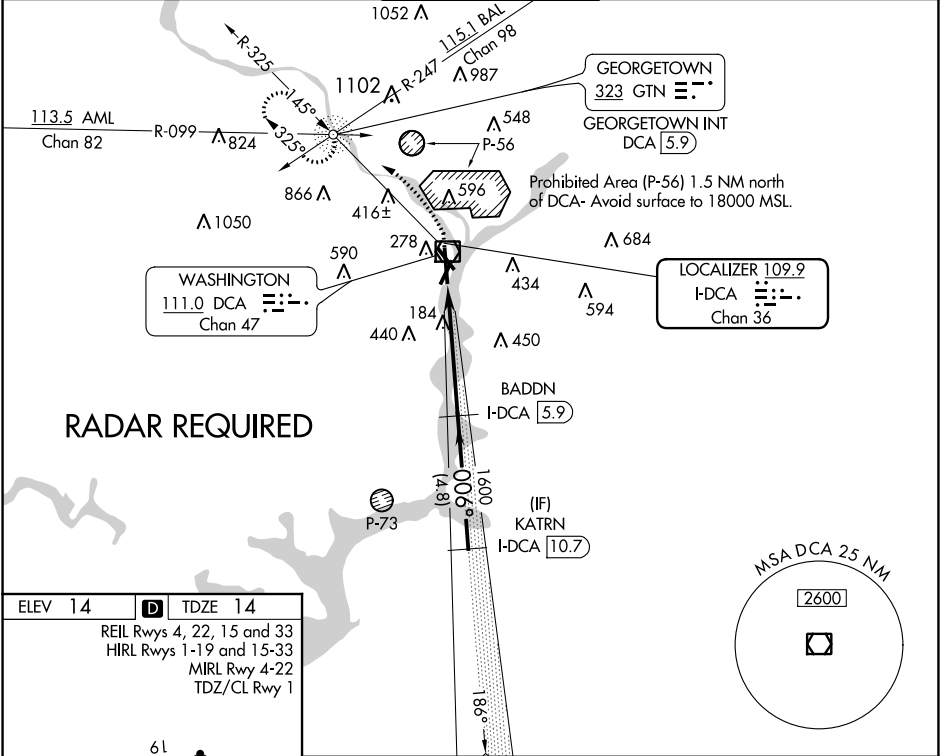 1052
115.1 BAL
Chan 98
R-247
R-325
1102
987
GEORGETOWN
323 GTN
GEORGETOWN INT
DCA 5.9
113.5 AML
Chan 82
R-099
824
145°
325°
548
P-56
Prohibited Area (P-56) 1.5 NM north
of DCA- Avoid surface to 18000 MSL.
866
596
416±
1050
278
684
590
434
WASHINGTON
111.0 DCA
Chan 47
LOCALIZER 109.9
I-DCA
Chan 36
594
184
440
450
BADDN
I-DCA 5.9
RADAR REQUIRED
1600
006°
(4.8)
P-73
(IF)
KATRN
I-DCA 10.7
MSA DCA 25 NM
2600
186°
ELEV 14 D TDZE 14
REIL Rwys 4, 22, 15 and 33
HIRL Rwys 1-19 and 15-33
MIRL Rwy 4-22
TDZ/CL Rwy 1
19